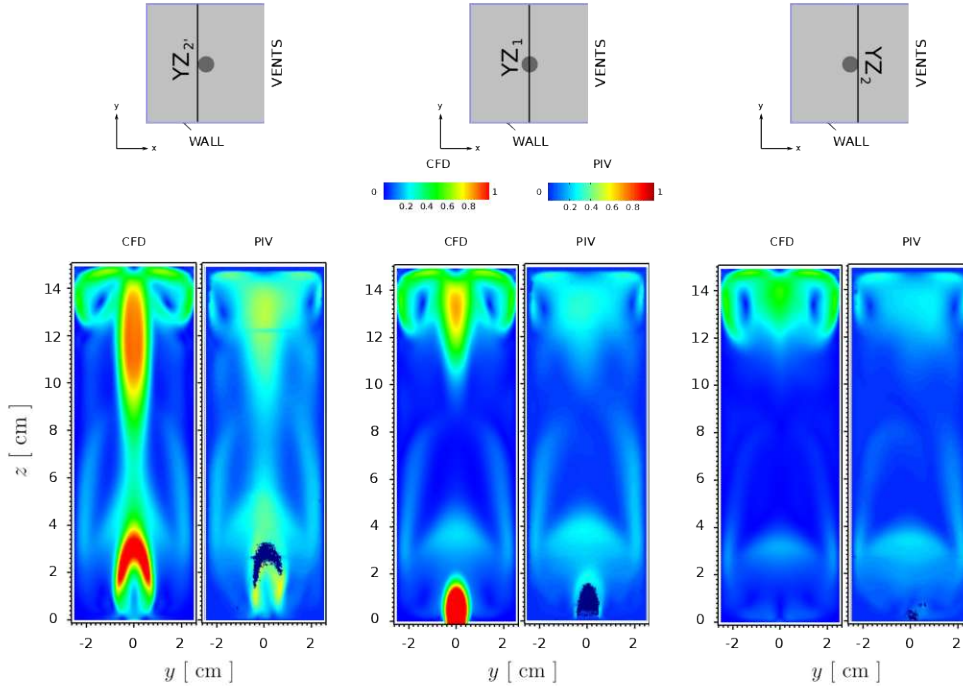 YZ2' VENTS
YZ1 VENTS
YZ2 VENTS
y y y
x x x
WALL WALL WALL
CFD PIV
0 1 0 1
0.2 0.4 0.6 0.8 0.2 0.4 0.6 0.8
CFD PIV CFD PIV CFD PIV
14 14 14
12 12 12
10 10 10
8 8 8
z [ cm ]
6 6 6
4 4 4
2 2 2
0 0 0
-2 0 2 -2 0 2 -2 0 2 -2 0 2 -2 0 2 -2 0 2
y [ cm ] y [ cm ] y [ cm ] y [ cm ] y [ cm ] y [ cm ]